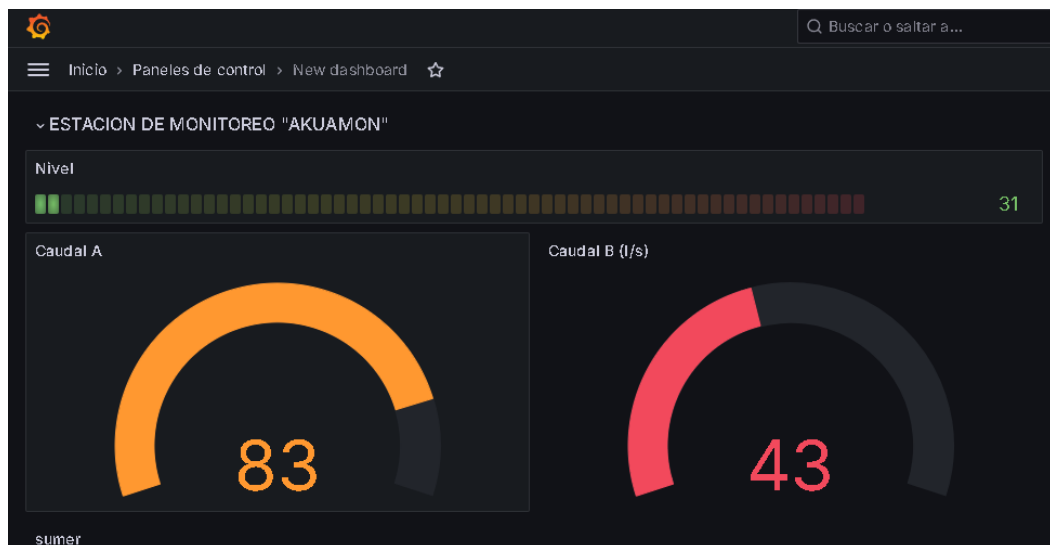 Buscar o saltar a...
Inicio > Paneles de control > New dashboard
ESTACION DE MONITOREO "AKUAMON"
Nivel
31
Caudal A
Caudal B (l/s)
83
43
sumer